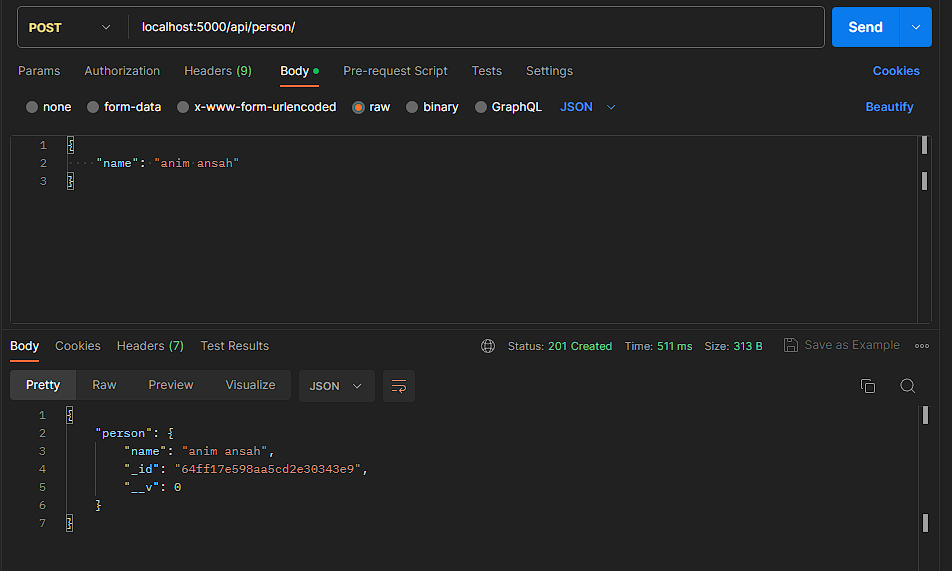 POST localhost:5000/api/person/ Send
Params Authorization Headers (9) Body Pre-request Script Tests Settings Cookies
none form-data x-www-form-urlencoded raw binary GraphQL JSON Beautify
1 {
2 "name": "anim ansah"
3 }
Body Cookies Headers (7) Test Results Status: 201 Created Time: 511 ms Size: 313 B Save as Example
Pretty Raw Preview Visualize JSON
1 {
2 "person": {
3 "name": "anim ansah",
4 "_id": "64ff17e598aa5cd2e30343e9",
5 "__v": 0
6 }
7 }